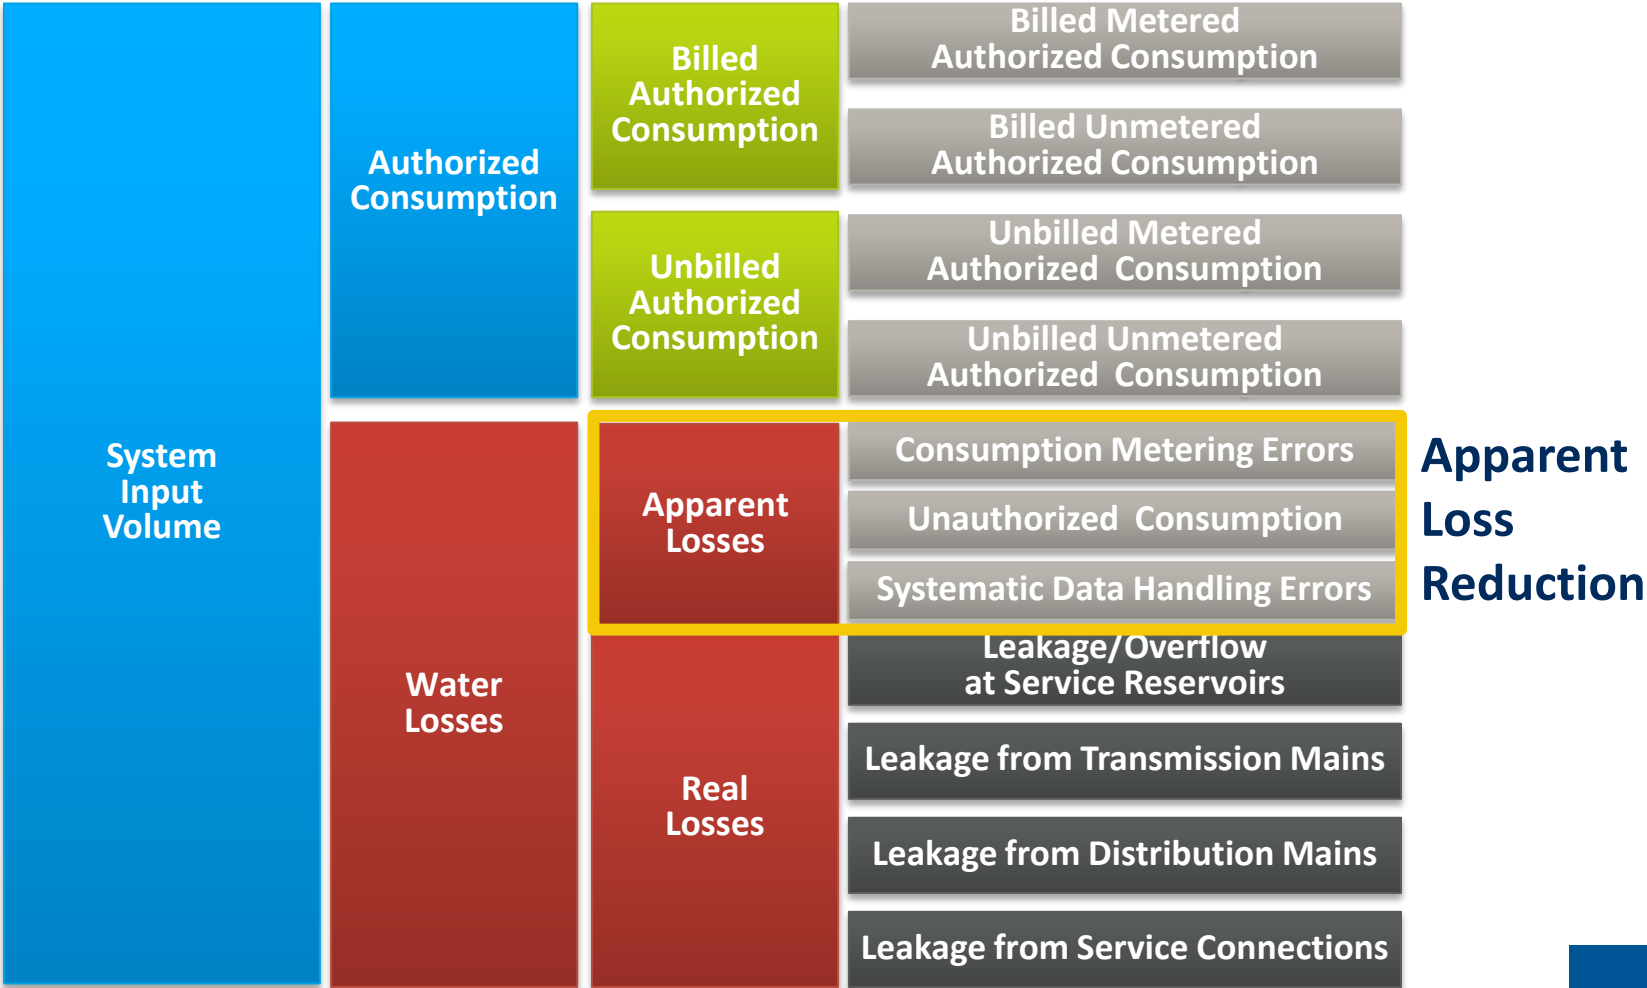 System
Input
Volume
Authorized
Consumption
Water
Losses
Billed
Authorized
Consumption
Unbilled
Authorized
Consumption
Apparent
Losses
Real
Losses
Billed Metered
Authorized Consumption
Billed Unmetered
Authorized Consumption
Unbilled Metered
Authorized  Consumption
Unbilled Unmetered
Authorized  Consumption
Consumption Metering Errors
Unauthorized  Consumption
Systematic Data Handling Errors
Leakage/Overflow
at Service Reservoirs
Leakage from Transmission Mains
Leakage from Distribution Mains
Leakage from Service Connections
Apparent
Loss
Reduction